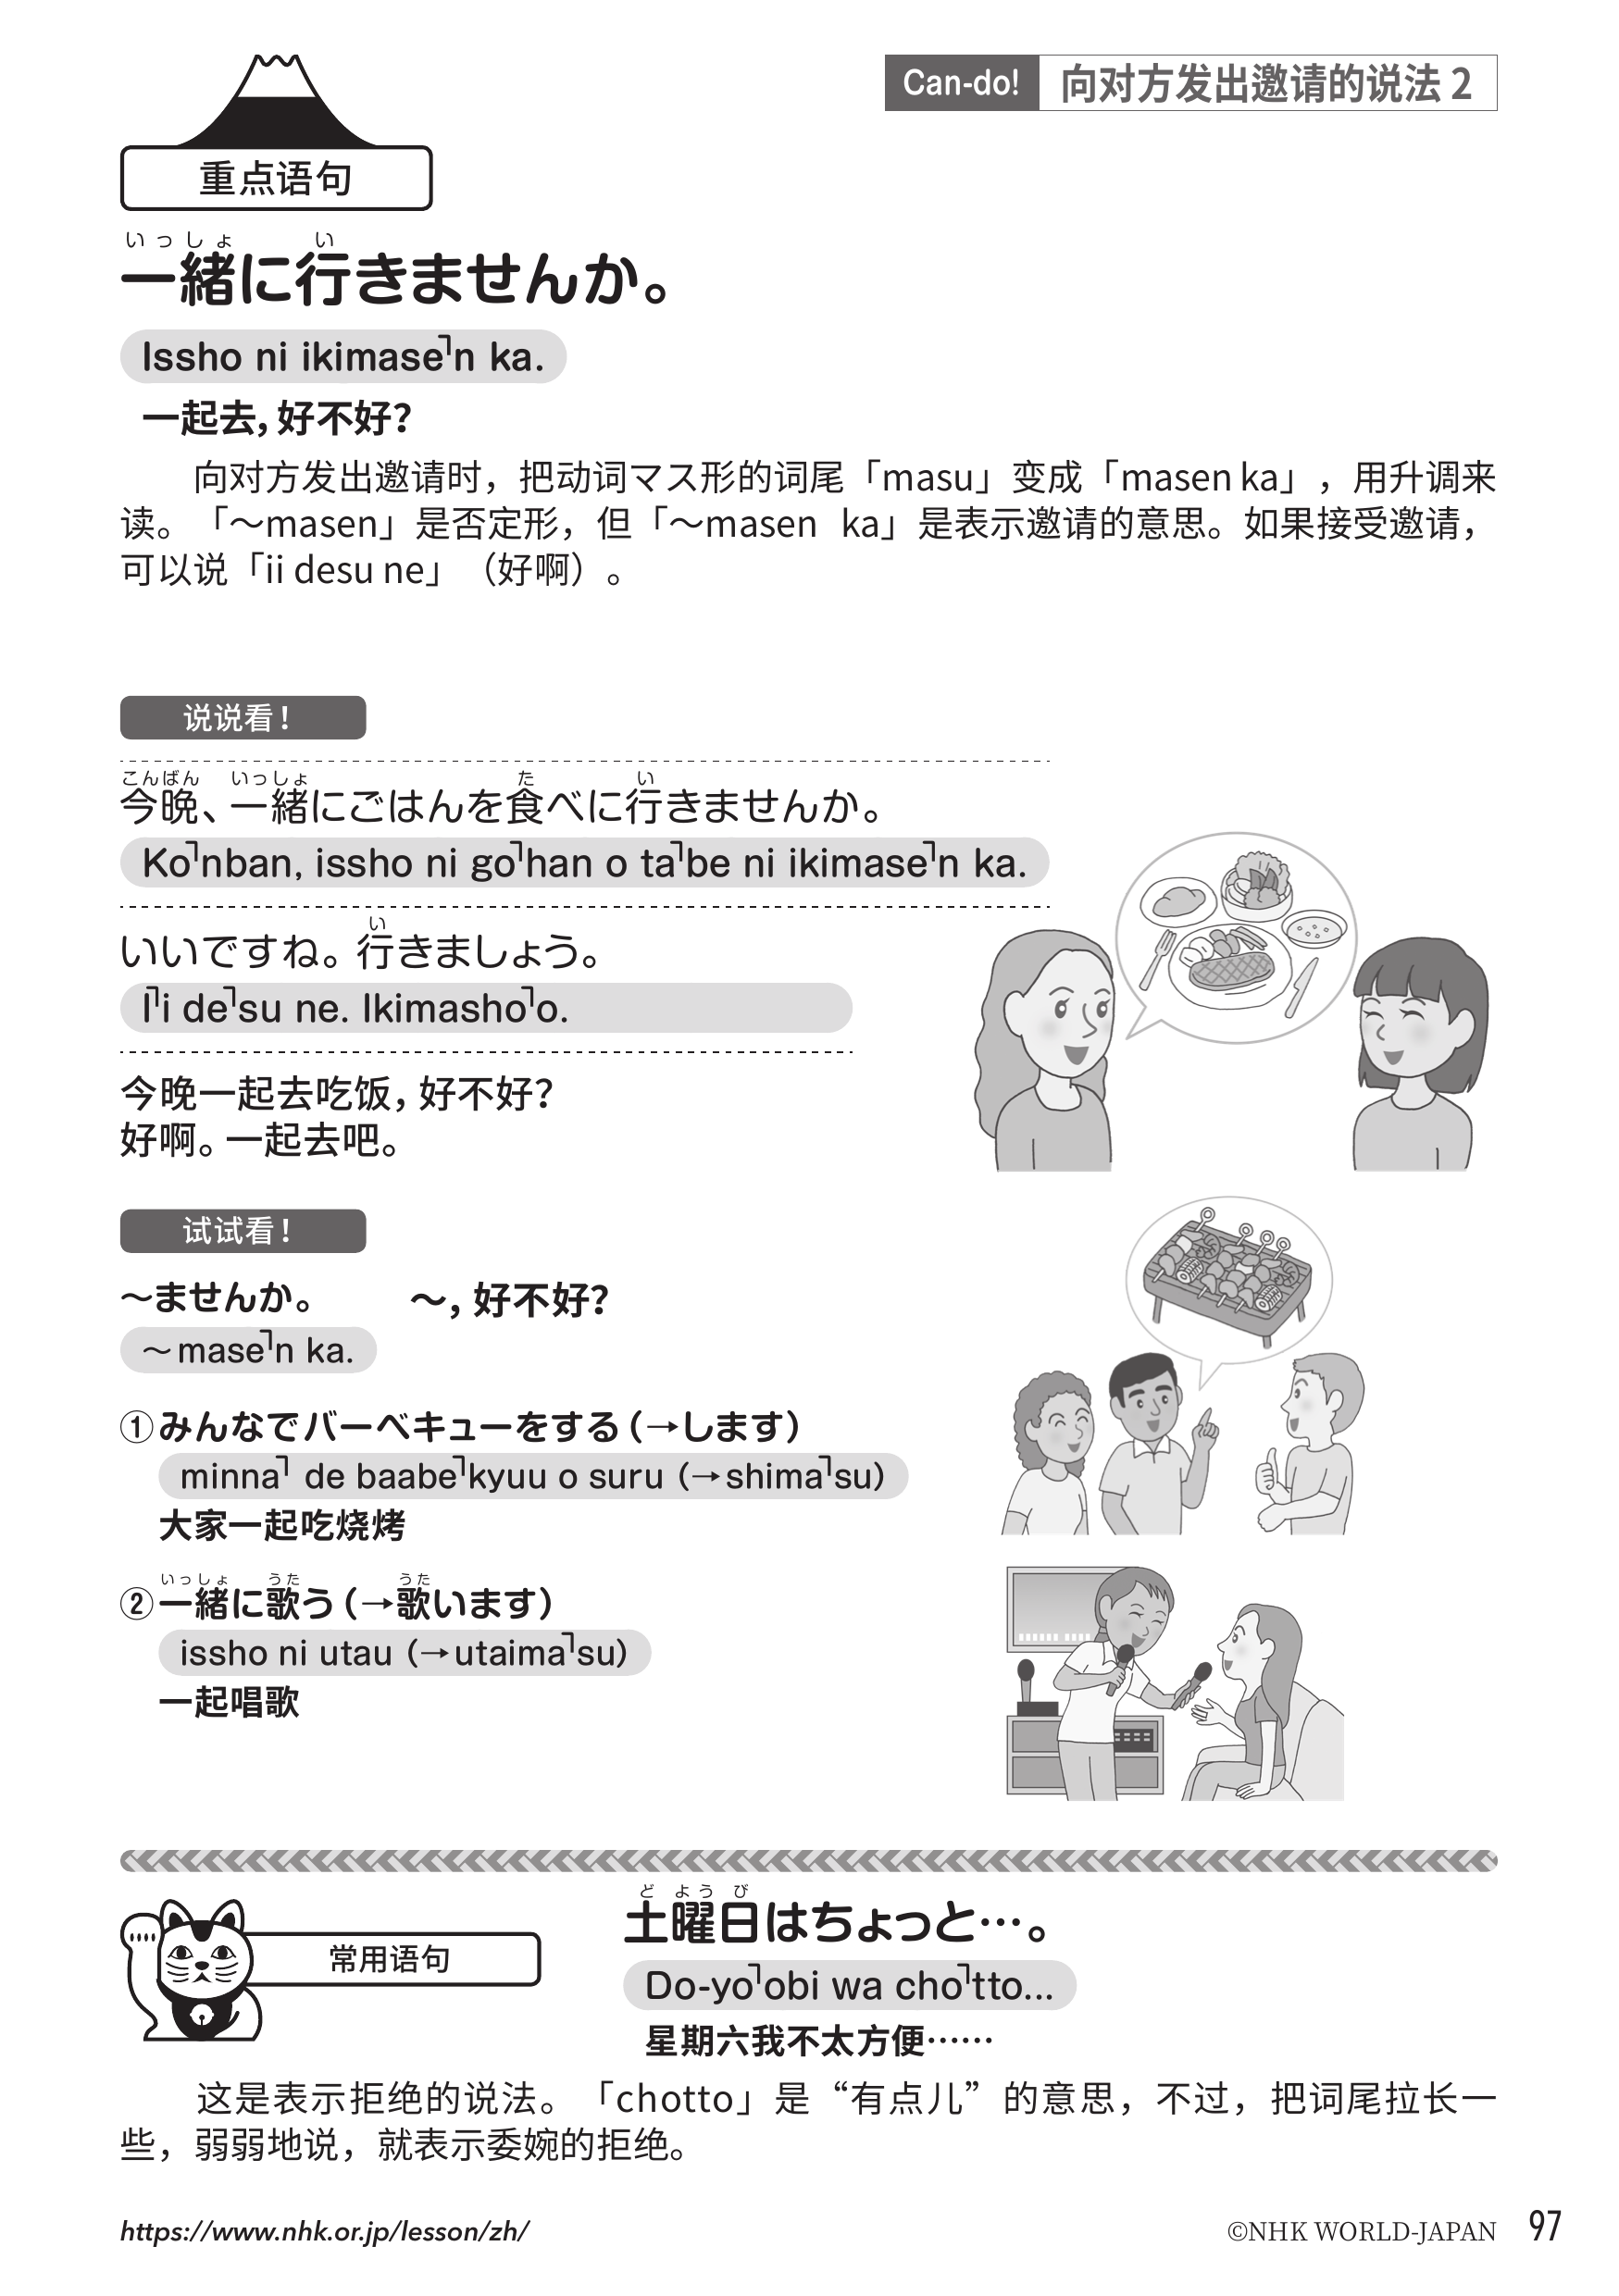 Can-do! 向对方发出邀请的说法 2
重点语句
いっしょ い
一緒に行きませんか。
Issho ni ikimase˥n ka.
一起去，好不好？
向对方发出邀请时，把动词マス形的词尾「masu」变成「masen ka」，用升调来
读。「～masen」是否定形，但「～masen ka」是表示邀请的意思。如果接受邀请，
可以说「ii desu ne」（好啊）。
说说看！
こんばん いっしょ た い
今晩、一緒にごはんを食べに行きませんか。
Ko˥nban, issho ni go˥han o ta˥be ni ikimase˥n ka.
い
いいですね。行きましょう。
I˥i de˥su ne. Ikimasho˥o.
今晚一起去吃饭，好不好？
好啊。一起去吧。
试试看！
～ませんか。 ～，好不好？
～mase˥n ka.
①みんなでバーベキューをする（→します）
minna˥ de baabe˥kyuu o suru (→shima˥su)
大家一起吃烧烤
いっしょ うた うた
②一緒に歌う（→歌います）
issho ni utau (→utaima˥su)
一起唱歌
ど よう び
土曜日はちょっと…。
常用语句
Do-yo˥obi wa cho˥tto...
星期六我不太方便……
这是表示拒绝的说法。「chotto」是“有点儿”的意思，不过，把词尾拉长一
些，弱弱地说，就表示委婉的拒绝。
https://www.nhk.or.jp/lesson/zh/ ©NHK WORLD-JAPAN 97